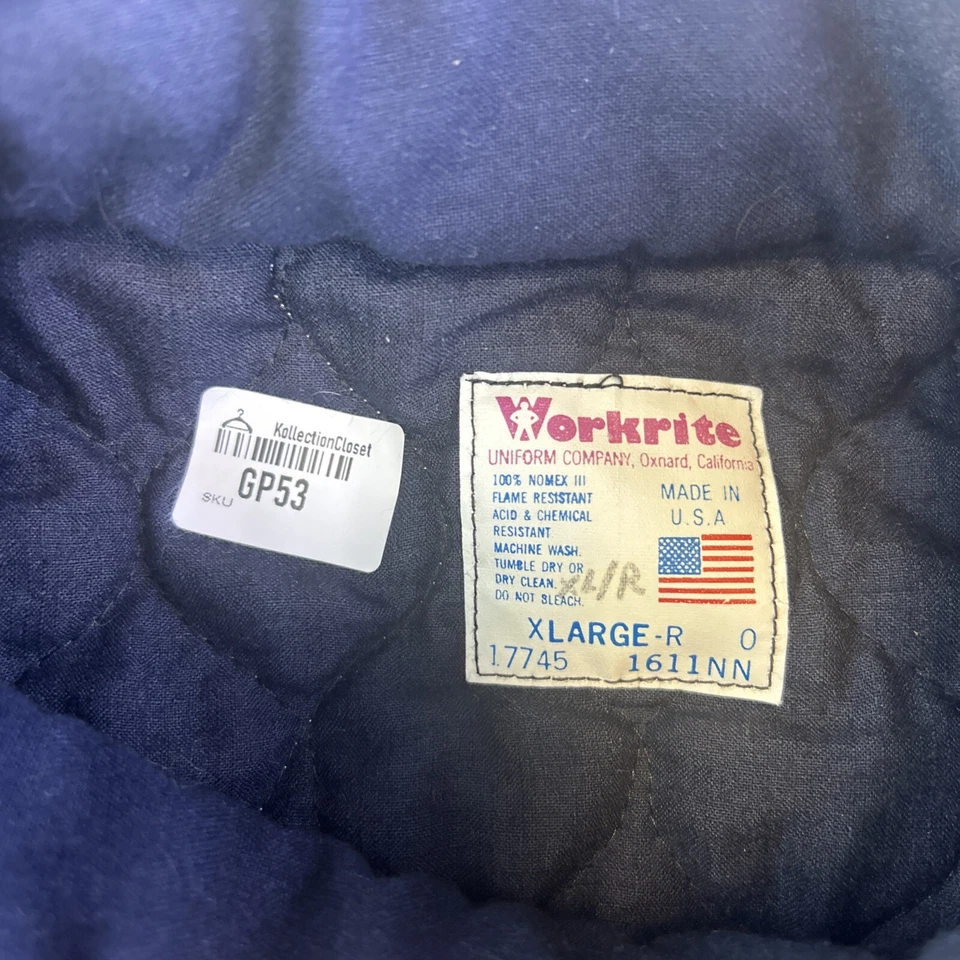 KollectionCloset
SKU GP53
Workrite
UNIFORM COMPANY, Oxnard, California
100% NOMEX III
FLAME RESISTANT
ACID & CHEMICAL
RESISTANT
MACHINE WASH.
TUMBLE DRY OR
DRY CLEAN.
DO NOT BLEACH.
MADE IN
U.S.A
XL/R
XLARGE-R 0
17745 1611NN